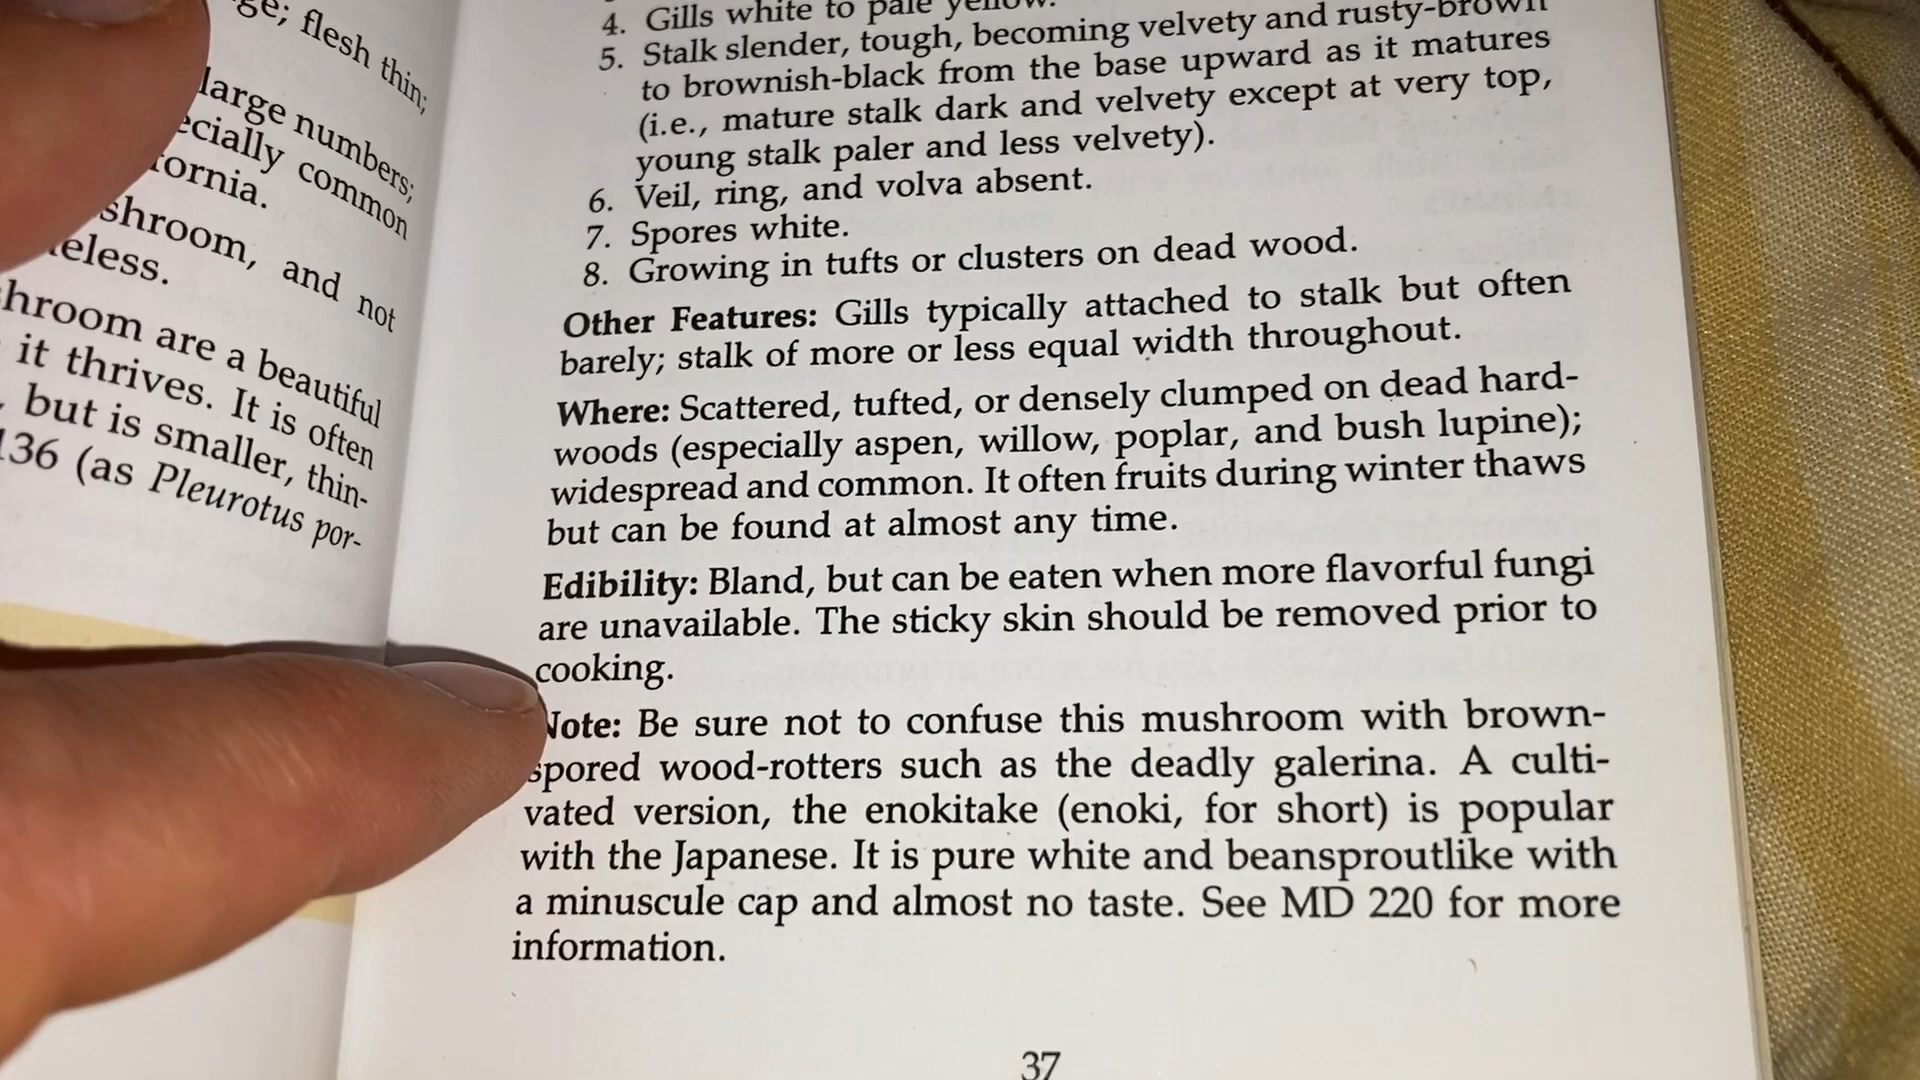 ge; flesh thin;
large numbers;
ecially common
fornia.
shroom, and not
eless.
hroom are a beautiful
it thrives. It is often
, but is smaller, thin-
136 (as Pleurotus por-
4. Gills white to pale yellow.
5. Stalk slender, tough, becoming velvety and rusty-brown
to brownish-black from the base upward as it matures
(i.e., mature stalk dark and velvety except at very top,
young stalk paler and less velvety).
6. Veil, ring, and volva absent.
7. Spores white.
8. Growing in tufts or clusters on dead wood.
Other Features: Gills typically attached to stalk but often
barely; stalk of more or less equal width throughout.
Where: Scattered, tufted, or densely clumped on dead hard-
woods (especially aspen, willow, poplar, and bush lupine);
widespread and common. It often fruits during winter thaws
but can be found at almost any time.
Edibility: Bland, but can be eaten when more flavorful fungi
are unavailable. The sticky skin should be removed prior to
cooking.
Note: Be sure not to confuse this mushroom with brown-
spored wood-rotters such as the deadly galerina. A culti-
vated version, the enokitake (enoki, for short) is popular
with the Japanese. It is pure white and beansproutlike with
a minuscule cap and almost no taste. See MD 220 for more
information.
37